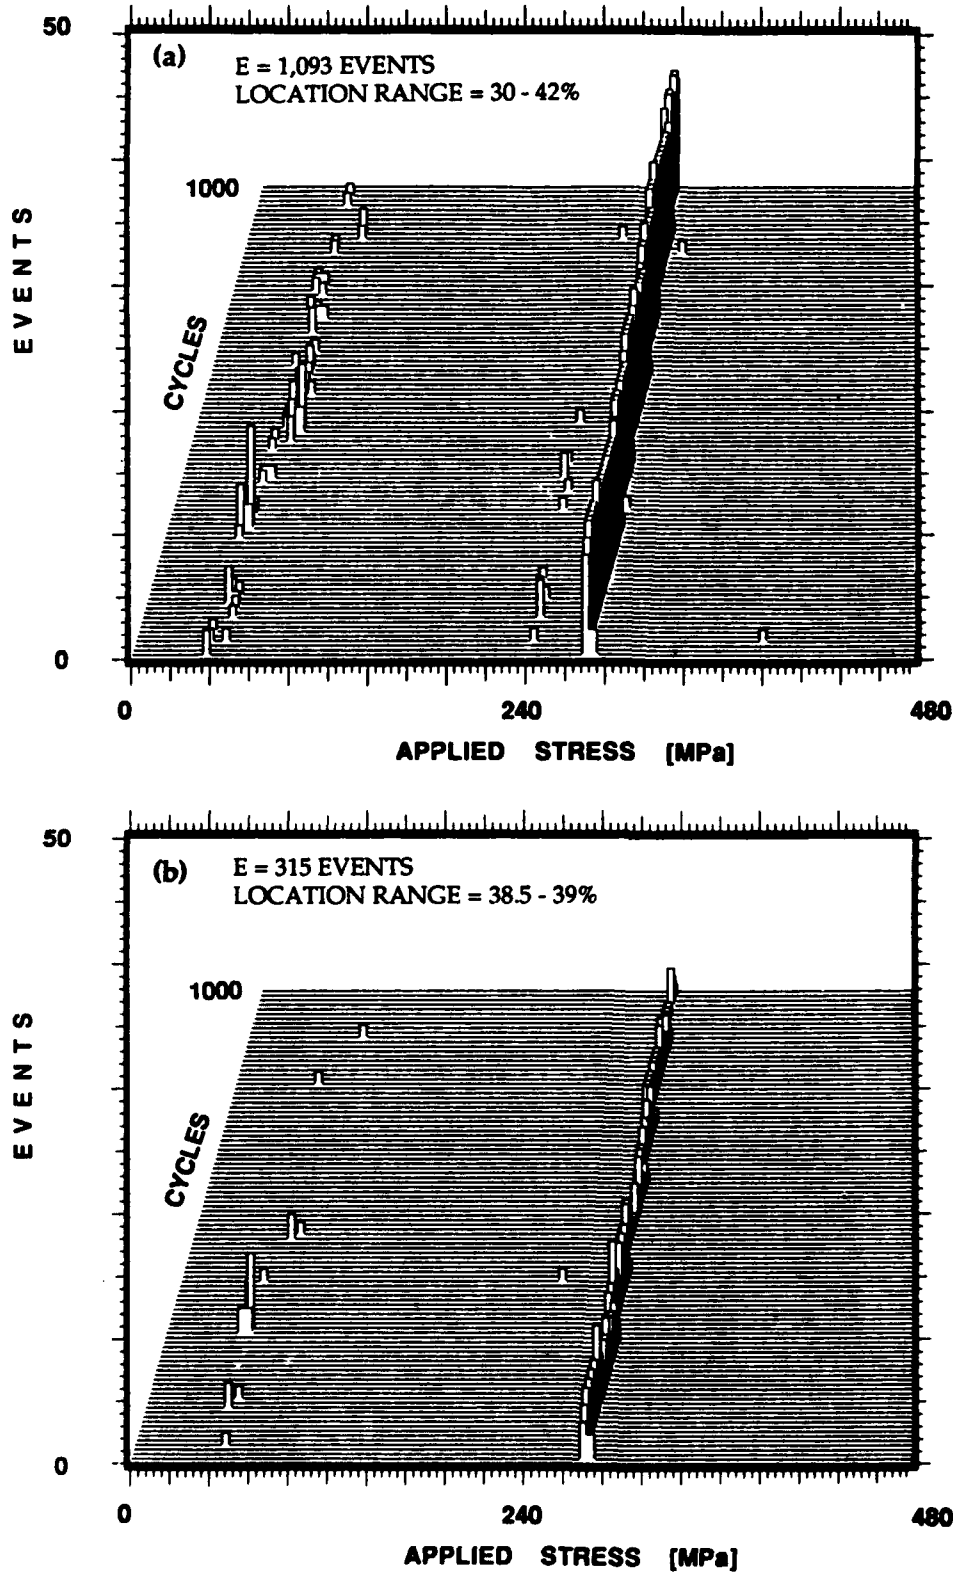 50
(a)
E = 1,093 EVENTS
LOCATION RANGE = 30 - 42%
1000
EVENTS
CYCLES
0
0 240 480
APPLIED STRESS [MPa]
50
(b)
E = 315 EVENTS
LOCATION RANGE = 38.5 - 39%
1000
EVENTS
CYCLES
0
0 240 480
APPLIED STRESS [MPa]